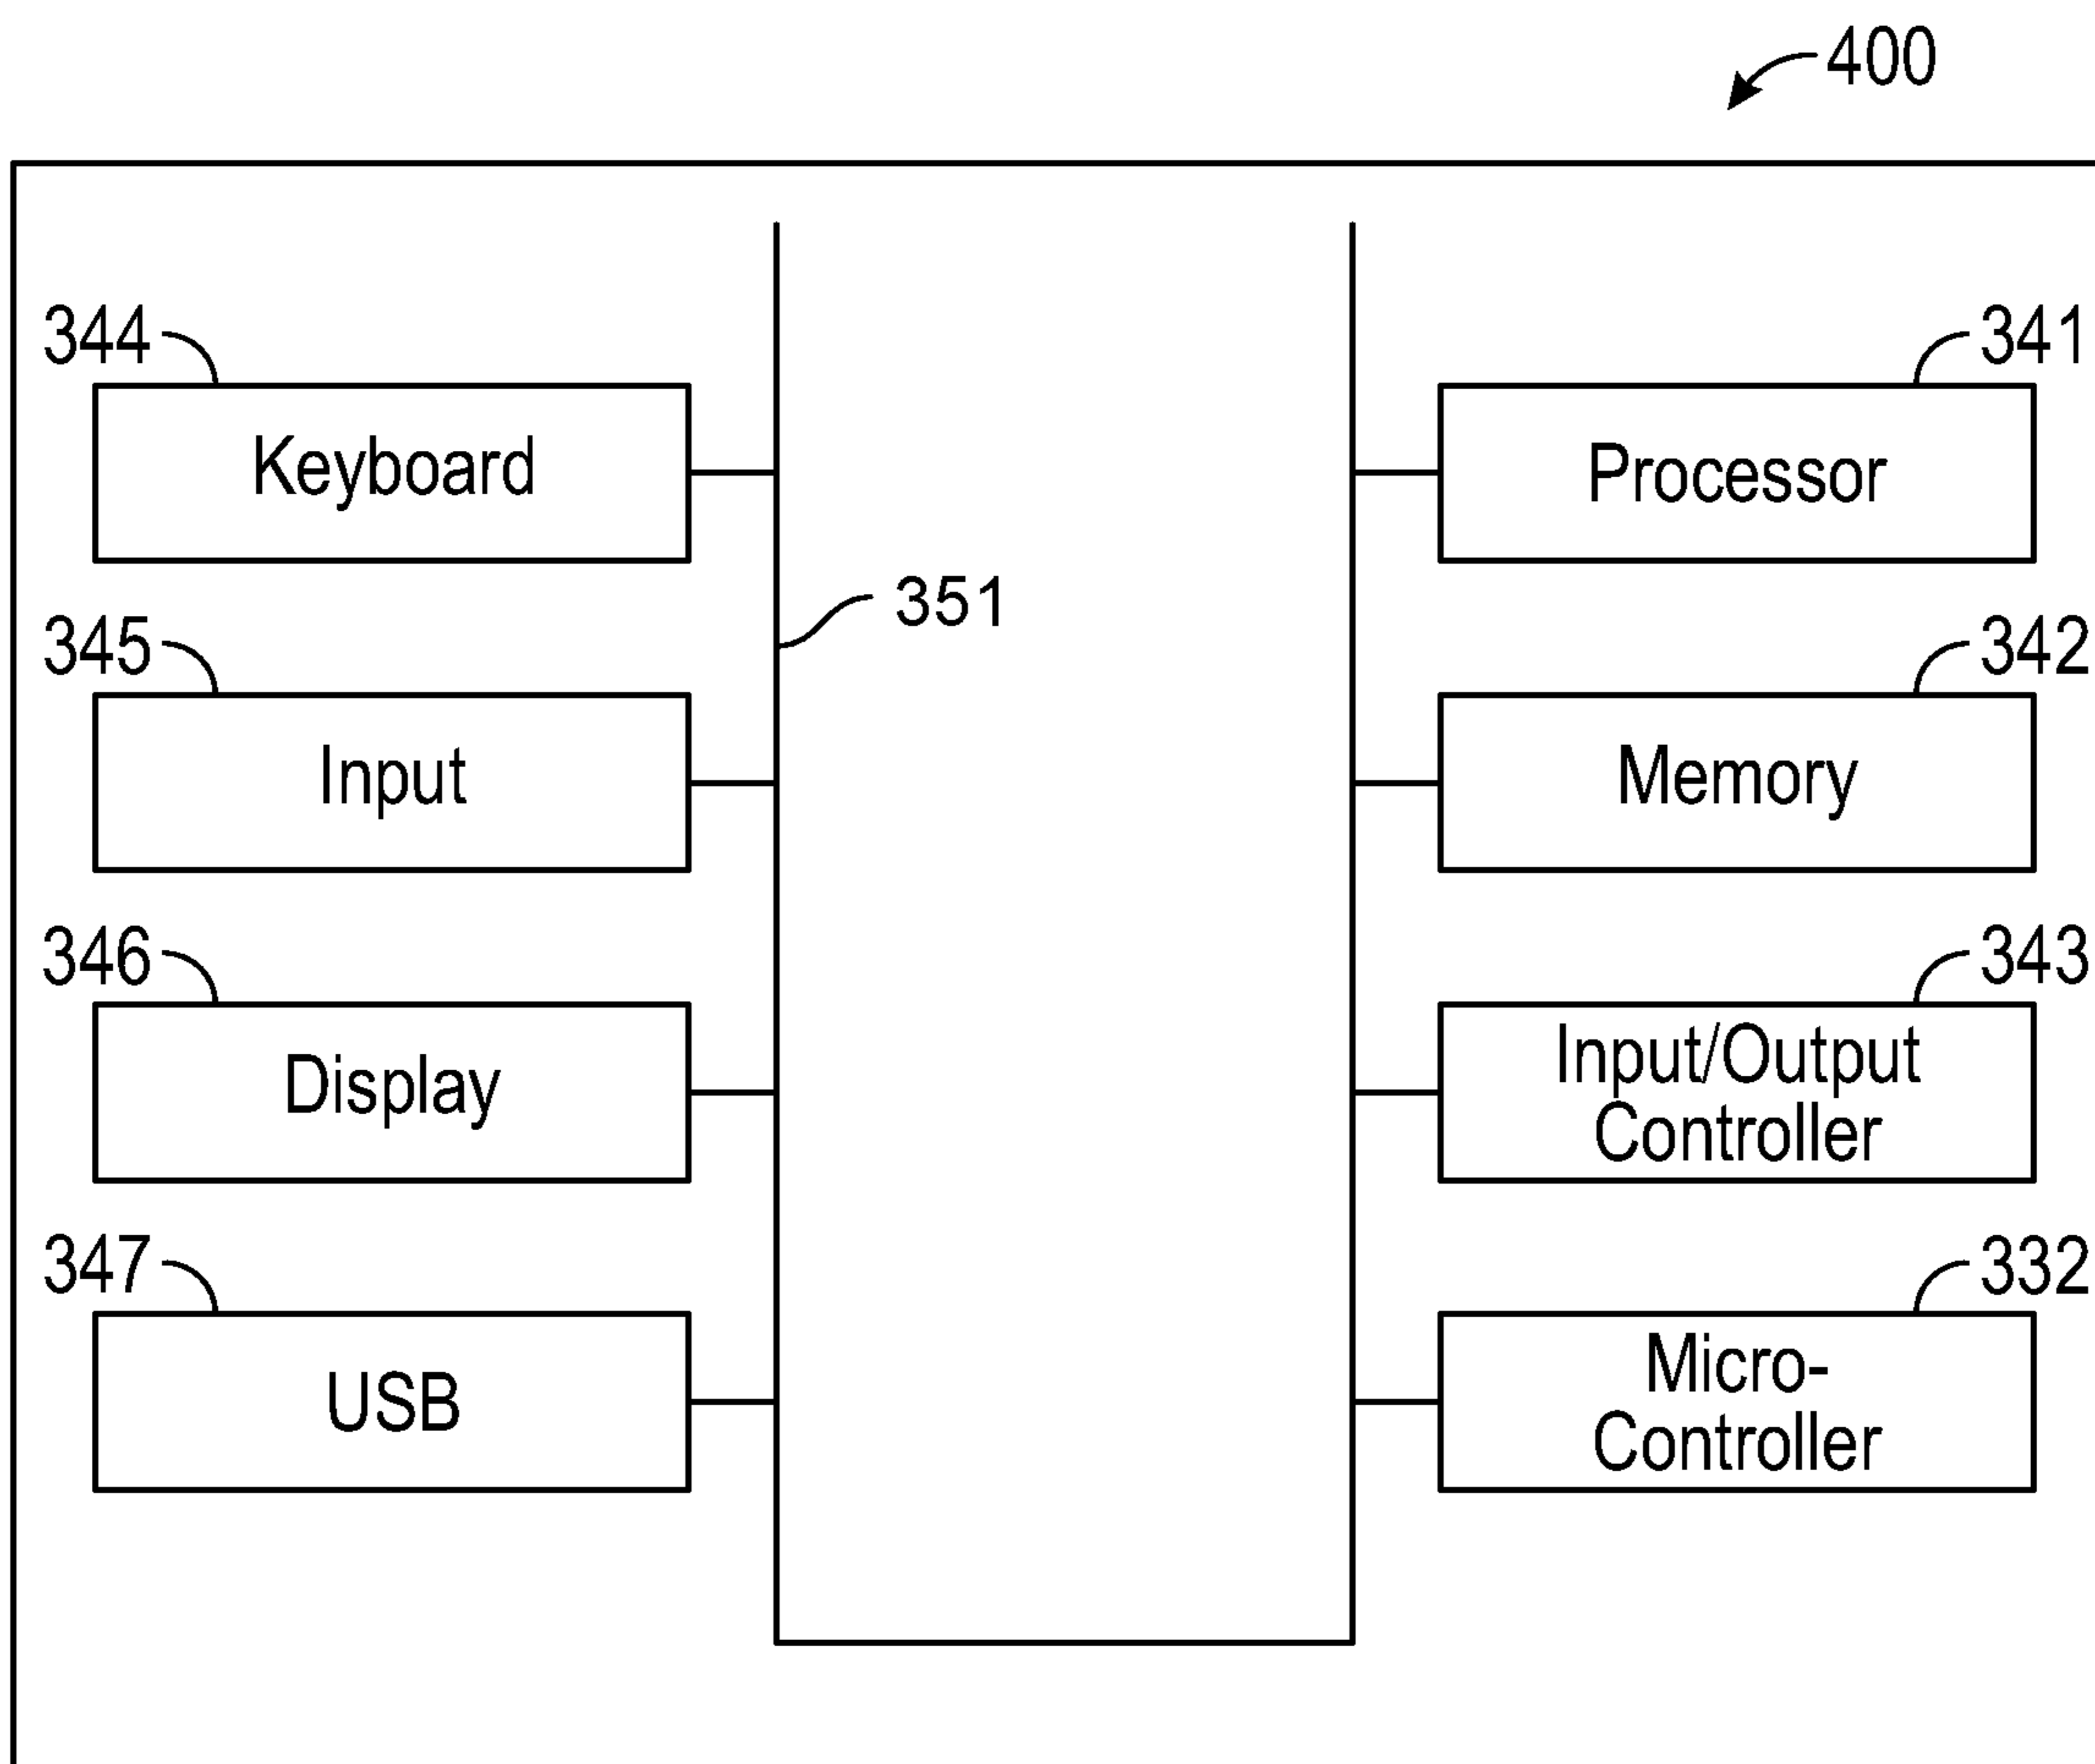 400
344
341
Keyboard
Processor
351
345
342
Input
Memory
346
343
Display
Input/Output
Controller
347
332
USB
Micro-
Controller